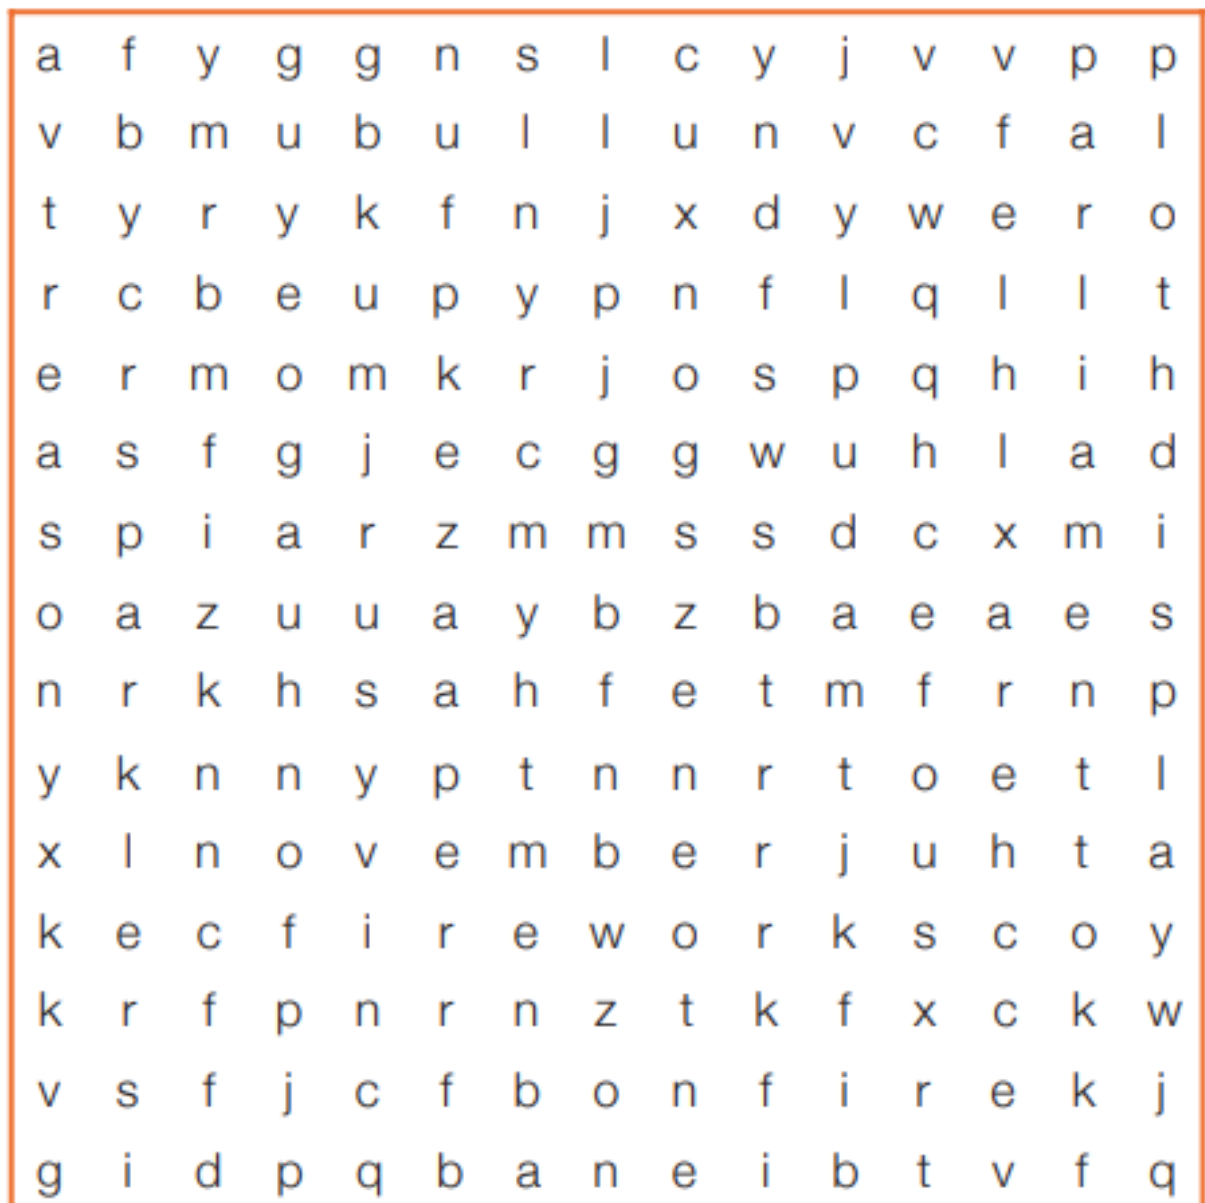 a f y g g n s l c y j v v p p
v b m u b u l l u n v c f a l
t y r y k f n j x d y w e r o
r c b e u p y p n f l q l l t
e r m o m k r j o s p q h i h
a s f g j e c g g w u h l a d
s p i a r z m m s s d c x m i
o a z u u a y b z b a e a e s
n r k h s a h f e t m f r n p
y k n n y p t n n r t o e t l
x l n o v e m b e r j u h t a
k e c f i r e w o r k s c o y
k r f p n r n z t k f x c k w
v s f j c f b o n f i r e k j
g i d p q b a n e i b t v f q